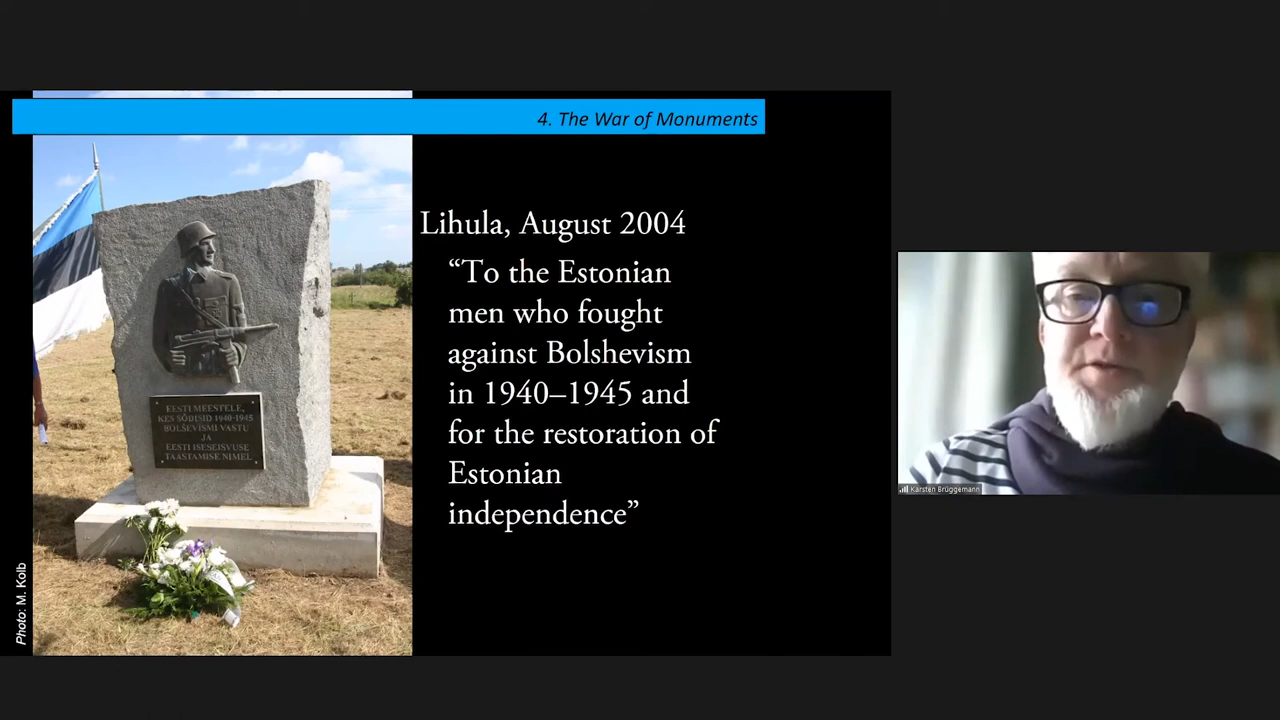 4. The War of Monuments
Lihula, August 2004
“To the Estonian
men who fought
against Bolshevism
in 1940–1945 and
for the restoration of
Estonian
independence”
EESTI MEESTELE,
KES SÕDISID 1940-1945
BOLŠEVISMI VASTU
JA
EESTI ISESEISVUSE
TAASTAMISE NIMEL
Photo: M. Kolb
Karsten Brüggemann